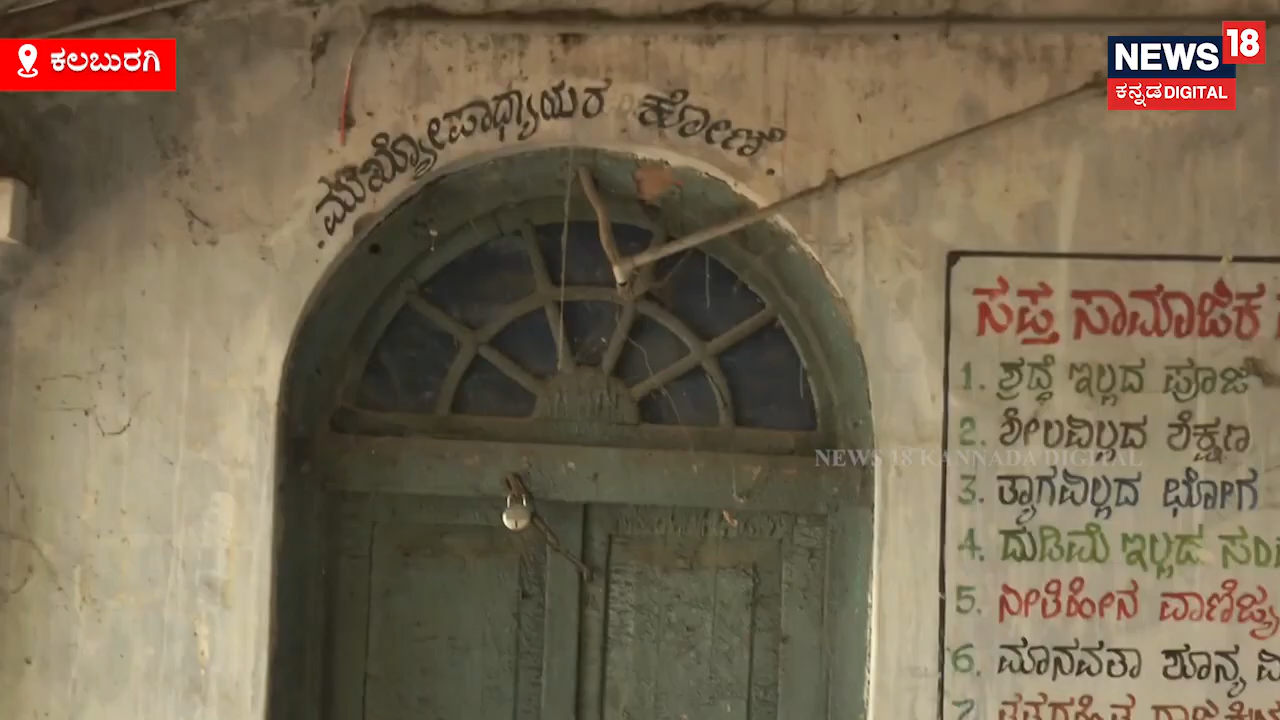 ಕಲಬುರಗಿ
NEWS 18
ಕನ್ನಡ DIGITAL
ಮುಖ್ಯೋಪಾಧ್ಯಾಯರ ಕೋಣೆ
ಸಪ್ತ ಸಾಮಾಜಿಕ
1. ಶ್ರದ್ಧೆ ಇಲ್ಲದ ಪೂಜೆ
2. ಶೀಲವಿಲ್ಲದ ಶಿಕ್ಷಣ
3. ತ್ಯಾಗವಿಲ್ಲದ ಭೋಗ
4. ದುಡಿಮೆ ಇಲ್ಲದ
5. ನೀತಿಹೀನ ವಾಣಿಜ್ಯ
6. ಮಾನವತಾ ಶೂನ್ಯ
7.
NEWS 18 KANNADA DIGITAL